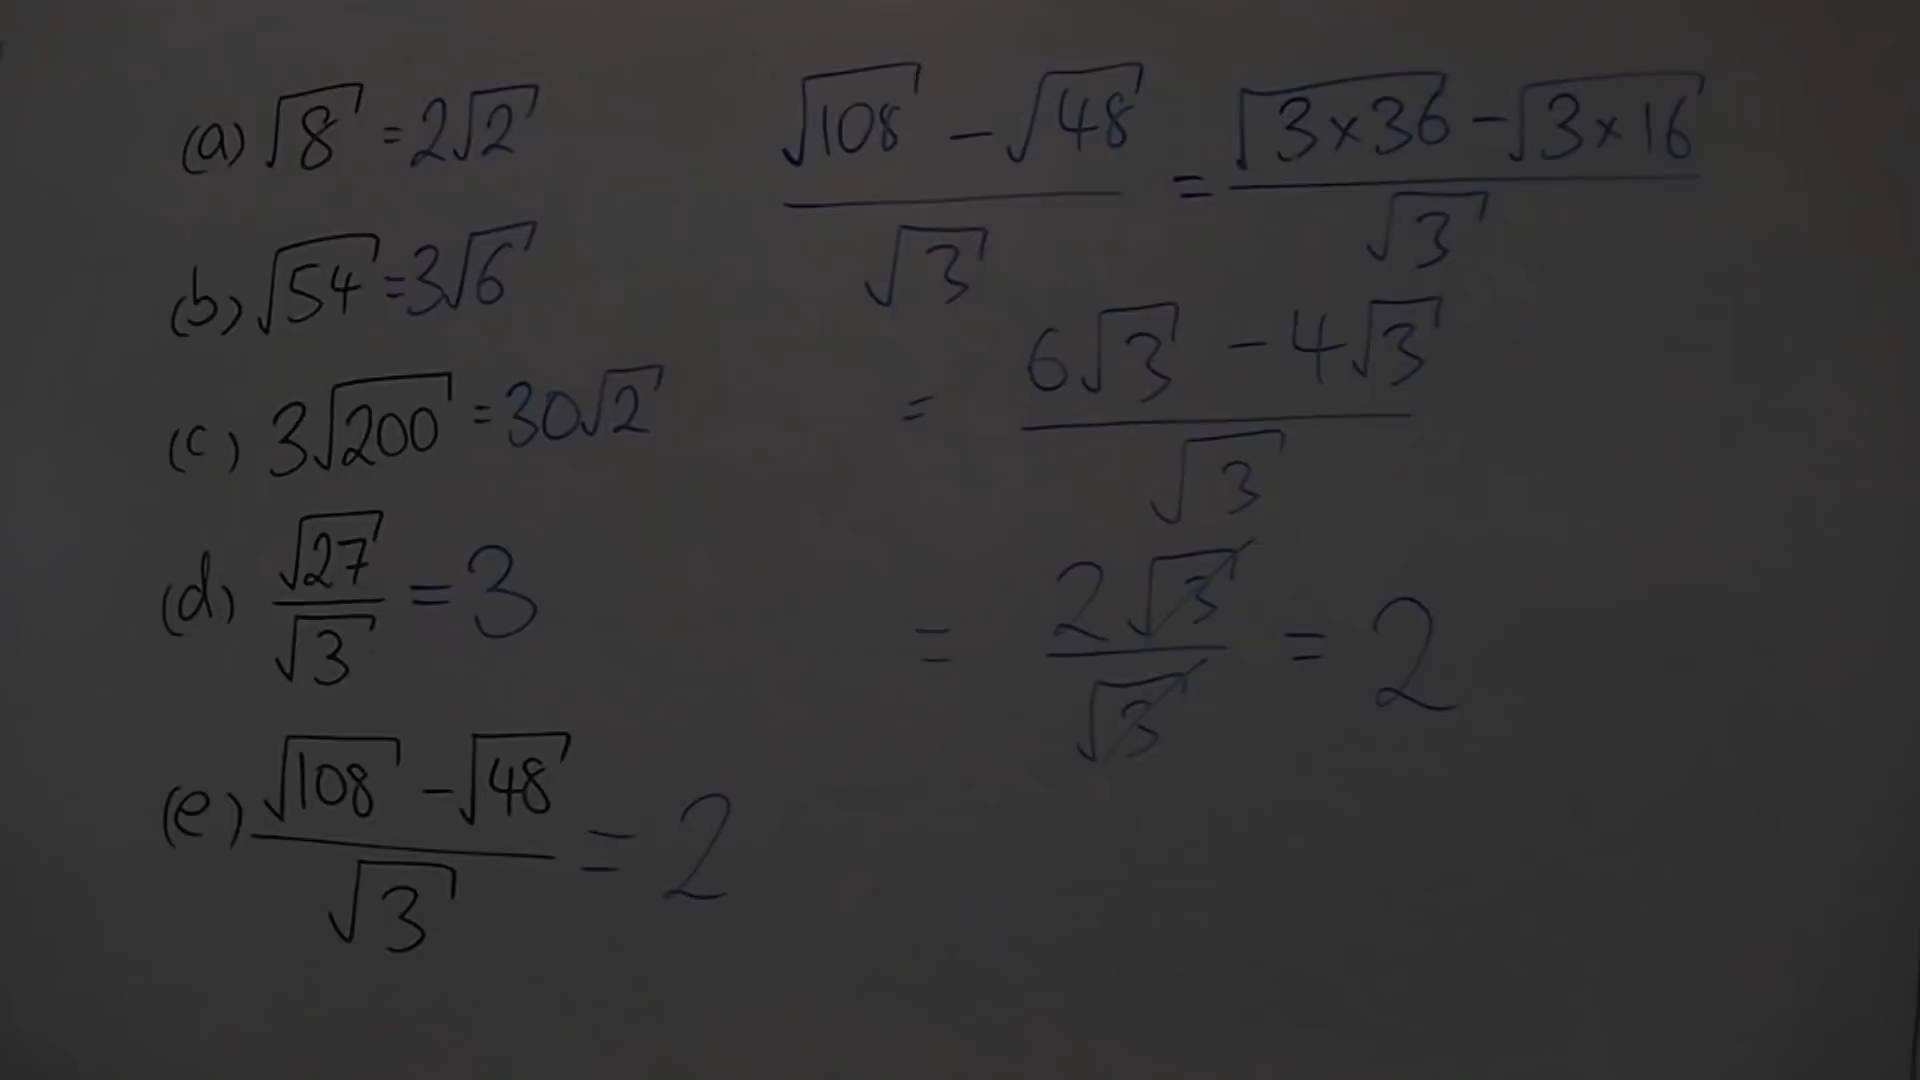 (a) √8 = 2√2
(b) √54 = 3√6
(c) 3√200 = 30√2
(d) √27/√3 = 3
(e) (√108 - √48)/√3 = 2
(√108 - √48)/√3 = (√3×36 - √3×16)/√3
= (6√3 - 4√3)/√3
= 2√3/√3 = 2